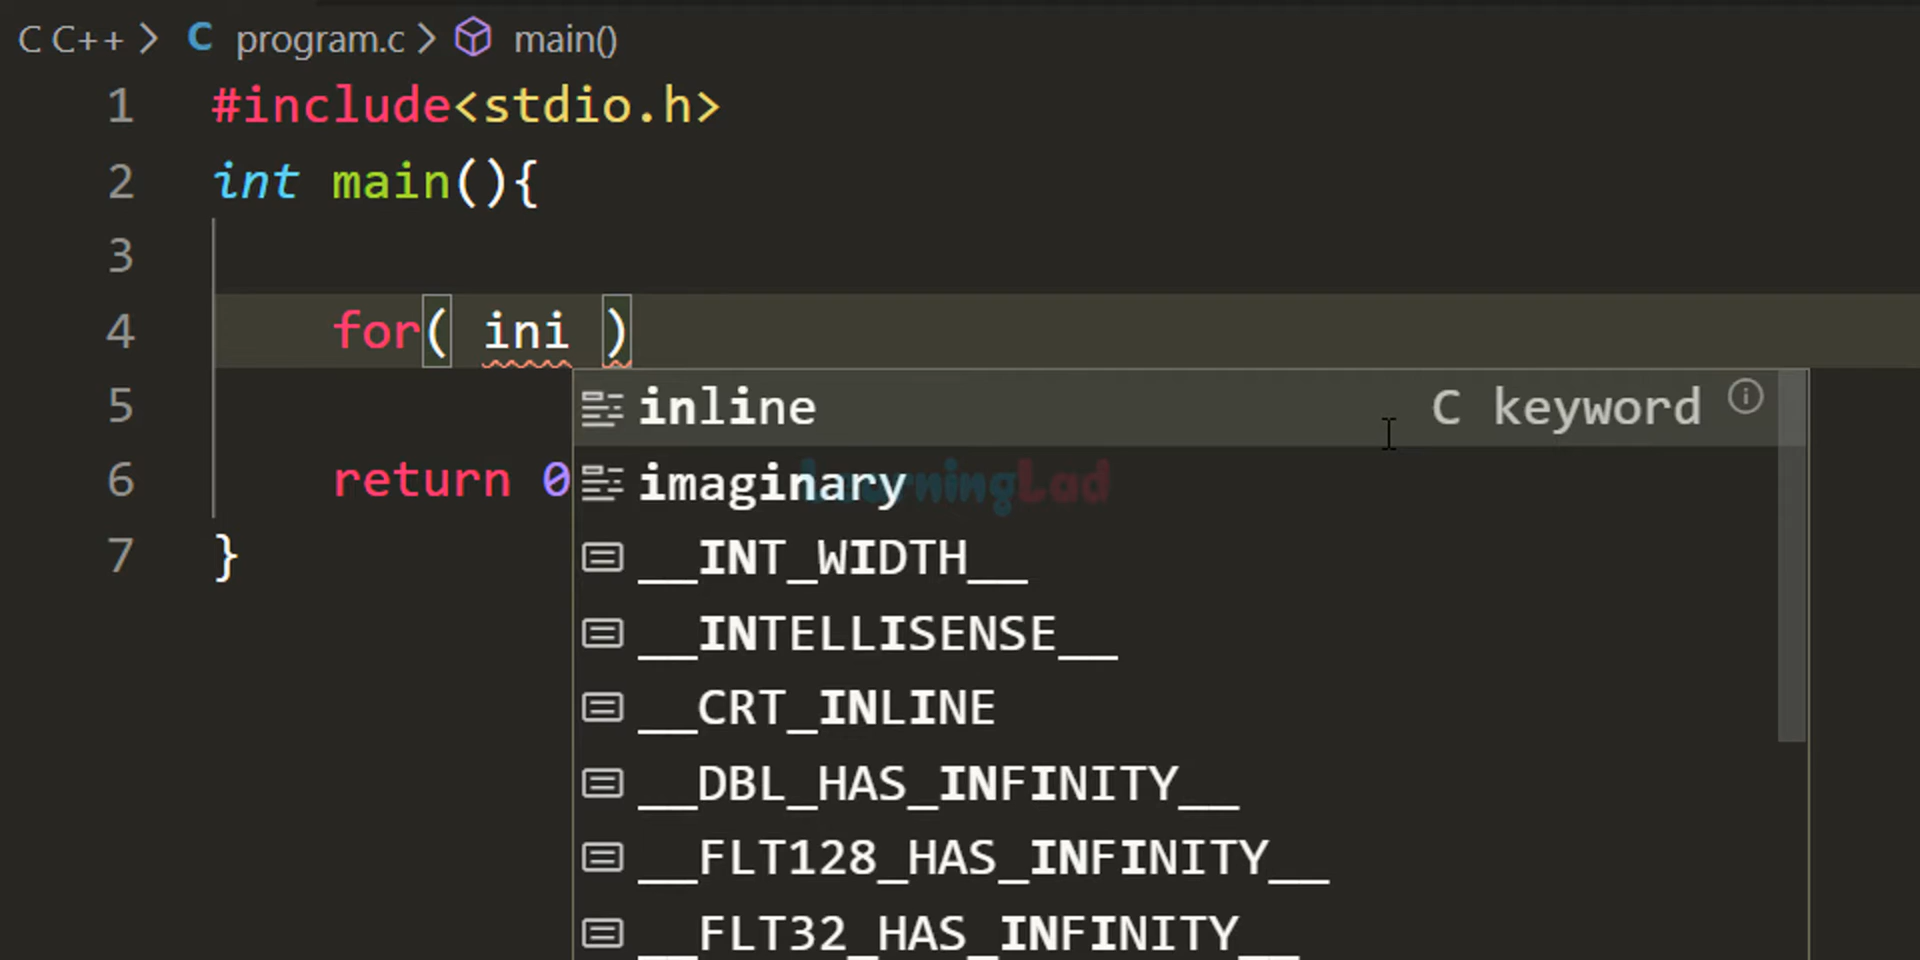 C C++ > C program.c > main()
1 #include<stdio.h>
2 int main(){
3
4 for( ini )
5
6 return 0
7 }
inline C keyword
imaginary
LearningLad
__INT_WIDTH__
__INTELLISENSE__
__CRT_INLINE
__DBL_HAS_INFINITY__
__FLT128_HAS_INFINITY__
__FLT32_HAS_INFINITY__